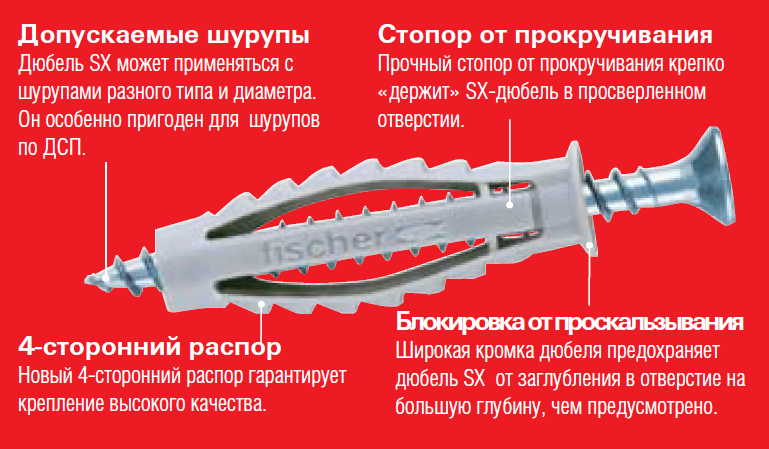 Допускаемые шурупы
Дюбель SX может применяться с
шурупами разного типа и диаметра.
Он особенно пригоден для шурупов
по ДСП.
Стопор от прокручивания
Прочный стопор от прокручивания крепко
«держит» SX-дюбель в просверленном
отверстии.
fischer
4-сторонний распор
Новый 4-сторонний распор гарантирует
крепление высокого качества.
Блокировка от проскальзывания
Широкая кромка дюбеля предохраняет
дюбель SX от заглубления в отверстие на
большую глубину, чем предусмотрено.